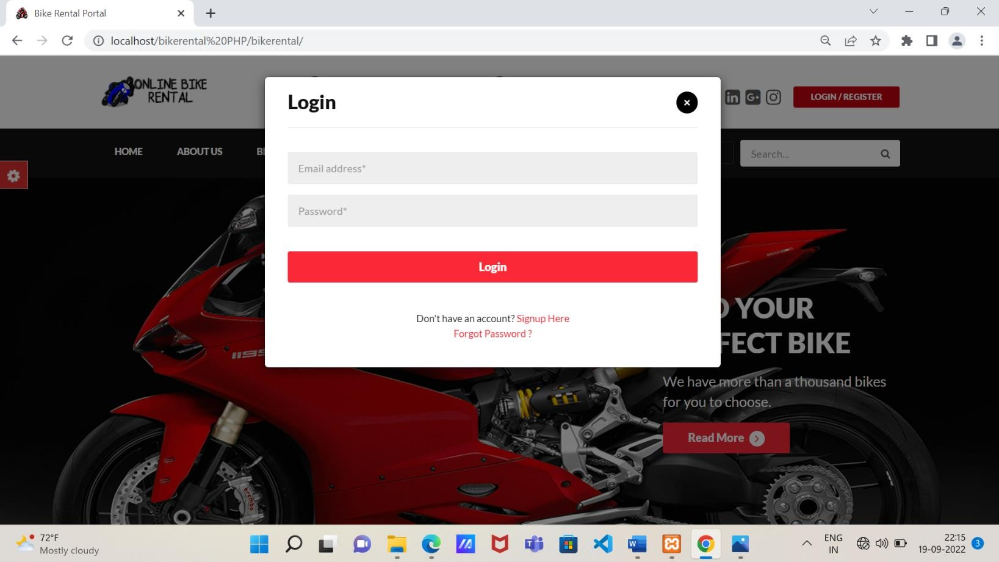 Bike Rental Portal
localhost/bikerental%20PHP/bikerental/
ONLINE BIKE
RENTAL
LOGIN / REGISTER
HOME
ABOUT US
Search...
Login
Email address*
Password*
Login
Don't have an account? Signup Here
Forgot Password ?
1199
YOUR
BIKE
We have more than a thousand bikes
for you to choose.
Read More
brembo
72°F
Mostly cloudy
ENG
IN
22:15
19-09-2022
3